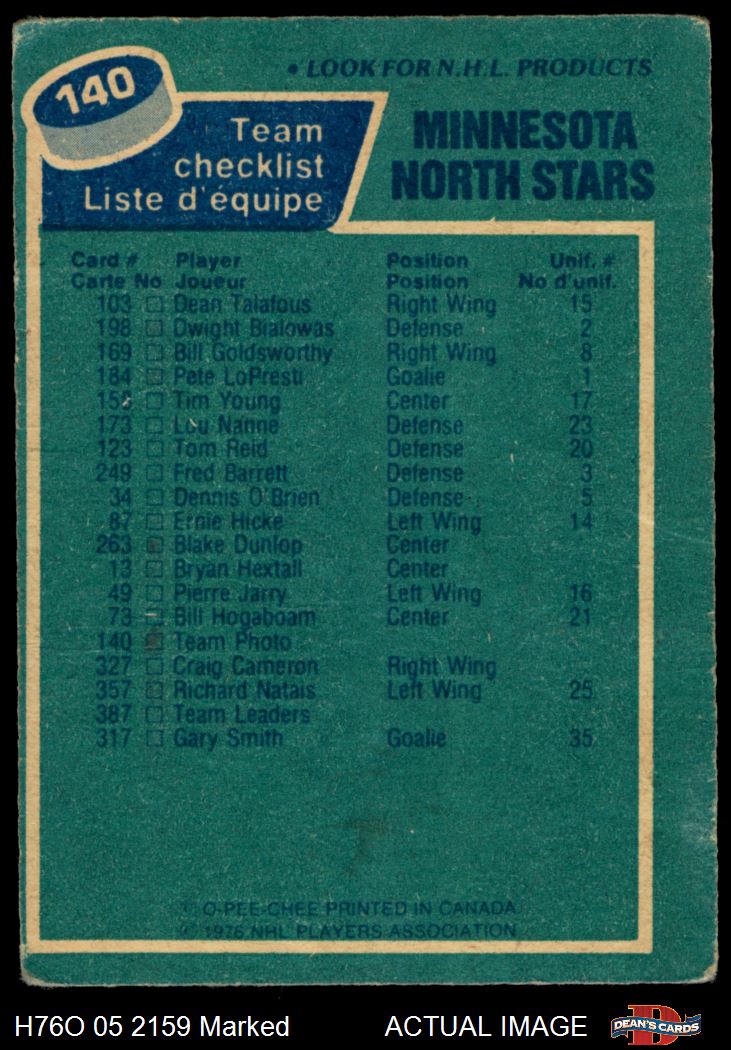 • LOOK FOR N.H.L. PRODUCTS
140
Team
checklist
Liste d'équipe
MINNESOTA
NORTH STARS
Card # Player Position Unif. #
Carte No Joueur Position No d'unif.
103 Dean Talafous Right Wing 15
198 Dwight Bialowas Defense 2
169 Bill Goldsworthy Right Wing 8
184 Pete LoPresti Goalie 1
158 Tim Young Center 17
173 Lou Nanne Defense 23
123 Tom Reid Defense 20
249 Fred Barrett Defense 3
34 Dennis O'Brien Defense 5
87 Ernie Hicke Left Wing 14
263 Blake Dunlop Center
13 Bryan Hextall Center
49 Pierre Jarry Left Wing 16
73 Bill Hogaboam Center 21
140 Team Photo
327 Craig Cameron Right Wing
357 Richard Natais Left Wing 25
387 Team Leaders
317 Gary Smith Goalie 35
© O-PEE-CHEE PRINTED IN CANADA
© 1976 NHL PLAYERS ASSOCIATION
H76O 05 2159 Marked ACTUAL IMAGE
DEAN'S CARDS